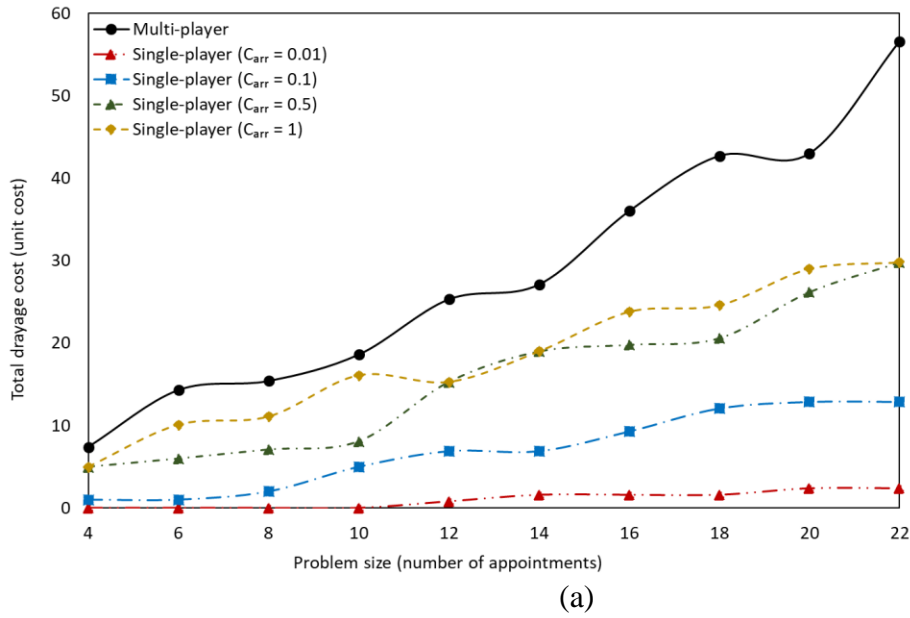 60
50
40
30
20
10
0
Total drayage cost (unit cost)
Multi-player
Single-player (Cₐᵣᵣ = 0.01)
Single-player (Cₐᵣᵣ = 0.1)
Single-player (Cₐᵣᵣ = 0.5)
Single-player (Cₐᵣᵣ = 1)
4 6 8 10 12 14 16 18 20 22
Problem size (number of appointments)
(a)